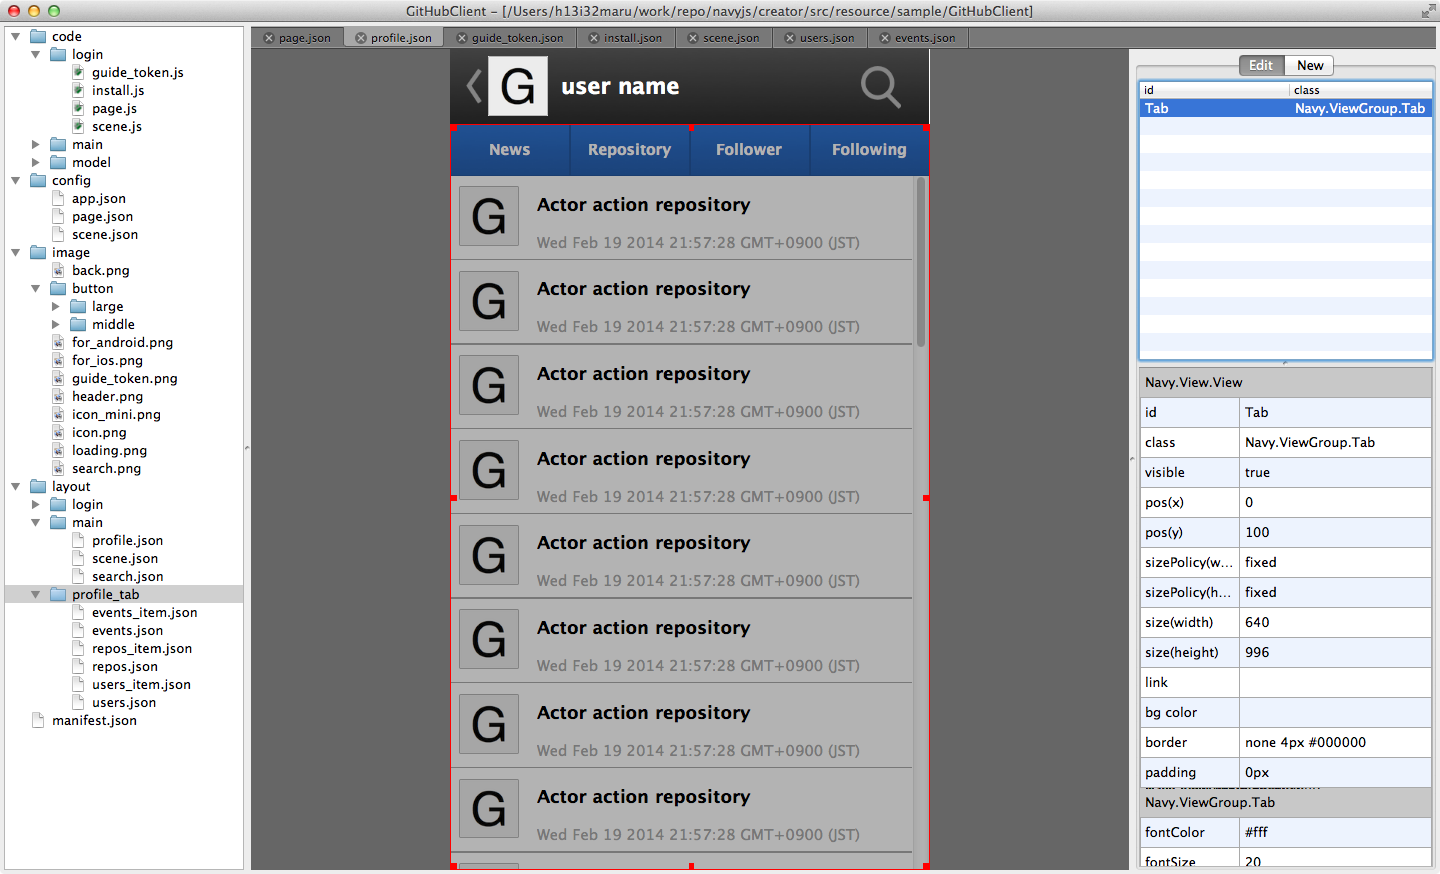 GitHubClient – [/Users/h13i32maru/work/repo/navyjs/creator/src/resource/sample/GitHubClient]
code
login
guide_token.js
install.js
page.js
scene.js
main
model
config
app.json
page.json
scene.json
image
back.png
button
large
middle
for_android.png
for_ios.png
guide_token.png
header.png
icon_mini.png
icon.png
loading.png
search.png
layout
login
main
profile.json
scene.json
search.json
profile_tab
events_item.json
events.json
repos_item.json
repos.json
users_item.json
users.json
manifest.json
page.json profile.json guide_token.json install.json scene.json users.json events.json
G user name
News Repository Follower Following
G Actor action repository
Wed Feb 19 2014 21:57:28 GMT+0900 (JST)
G Actor action repository
Wed Feb 19 2014 21:57:28 GMT+0900 (JST)
G Actor action repository
Wed Feb 19 2014 21:57:28 GMT+0900 (JST)
G Actor action repository
Wed Feb 19 2014 21:57:28 GMT+0900 (JST)
G Actor action repository
Wed Feb 19 2014 21:57:28 GMT+0900 (JST)
G Actor action repository
Wed Feb 19 2014 21:57:28 GMT+0900 (JST)
G Actor action repository
Wed Feb 19 2014 21:57:28 GMT+0900 (JST)
G Actor action repository
Wed Feb 19 2014 21:57:28 GMT+0900 (JST)
Edit New
id class
Tab Navy.ViewGroup.Tab
Navy.View.View
id Tab
class Navy.ViewGroup.Tab
visible true
pos(x) 0
pos(y) 100
sizePolicy(w... fixed
sizePolicy(h... fixed
size(width) 640
size(height) 996
link
bg color
border none 4px #000000
padding 0px
Navy.ViewGroup.Tab
fontColor #fff
fontSize 20